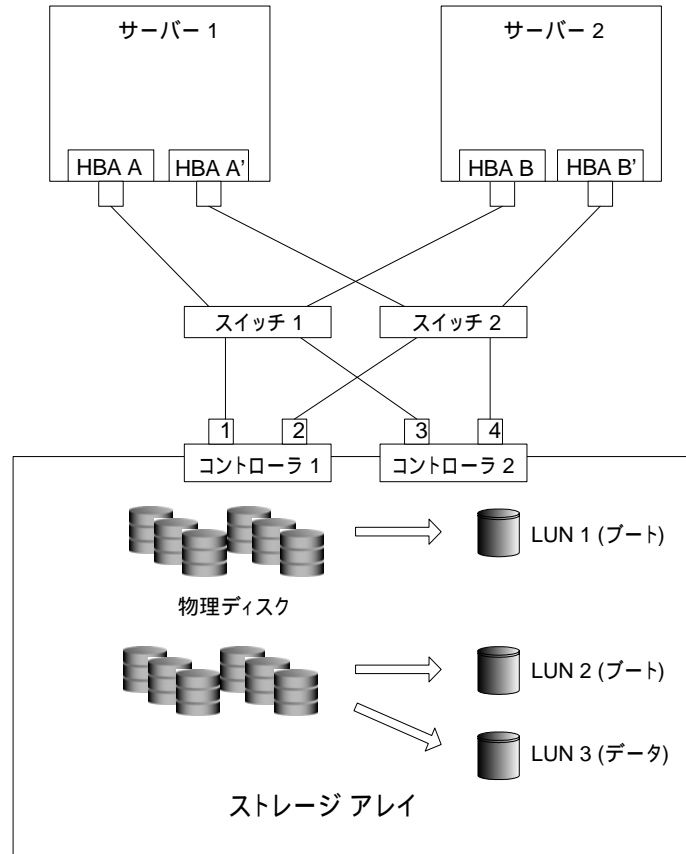 サーバー 1
サーバー 2
HBA A
HBA A'
HBA B
HBA B'
スイッチ 1
スイッチ 2
1
2
3
4
コントローラ 1
コントローラ 2
LUN 1 (ブート)
物理ディスク
LUN 2 (ブート)
LUN 3 (データ)
ストレージ アレイ